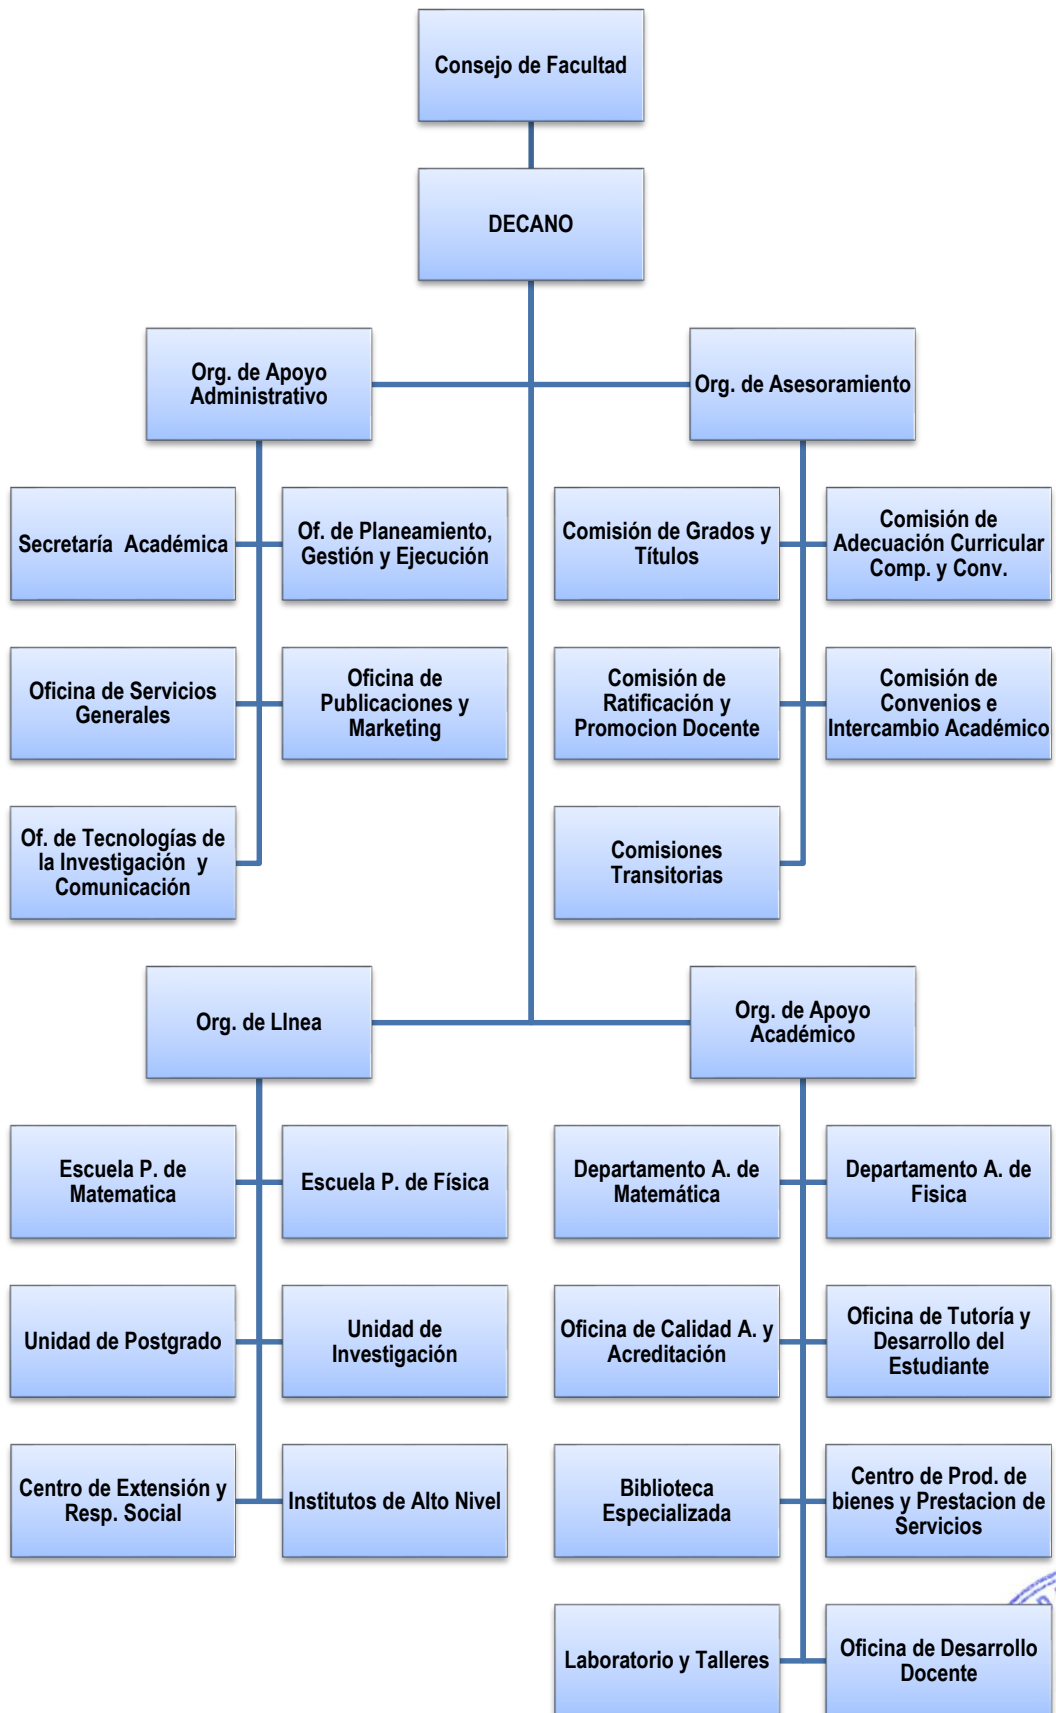 Consejo de Facultad
DECANO
Org. de Apoyo
Administrativo
Org. de Asesoramiento
Secretaría Académica
Of. de Planeamiento,
Gestión y Ejecución
Comisión de Grados y
Títulos
Comisión de
Adecuación Curricular
Comp. y Conv.
Oficina de Servicios
Generales
Oficina de
Publicaciones y
Marketing
Comisión de
Ratificación y
Promocion Docente
Comisión de
Convenios e
Intercambio Académico
Of. de Tecnologías de
la Investigación y
Comunicación
Comisiones
Transitorias
Org. de LInea
Org. de Apoyo
Académico
Escuela P. de
Matematica
Escuela P. de Física
Departamento A. de
Matemática
Departamento A. de
Fisica
Unidad de Postgrado
Unidad de
Investigación
Oficina de Calidad A. y
Acreditación
Oficina de Tutoría y
Desarrollo del
Estudiante
Centro de Extensión y
Resp. Social
Institutos de Alto Nivel
Biblioteca
Especializada
Centro de Prod. de
bienes y Prestacion de
Servicios
Laboratorio y Talleres
Oficina de Desarrollo
Docente